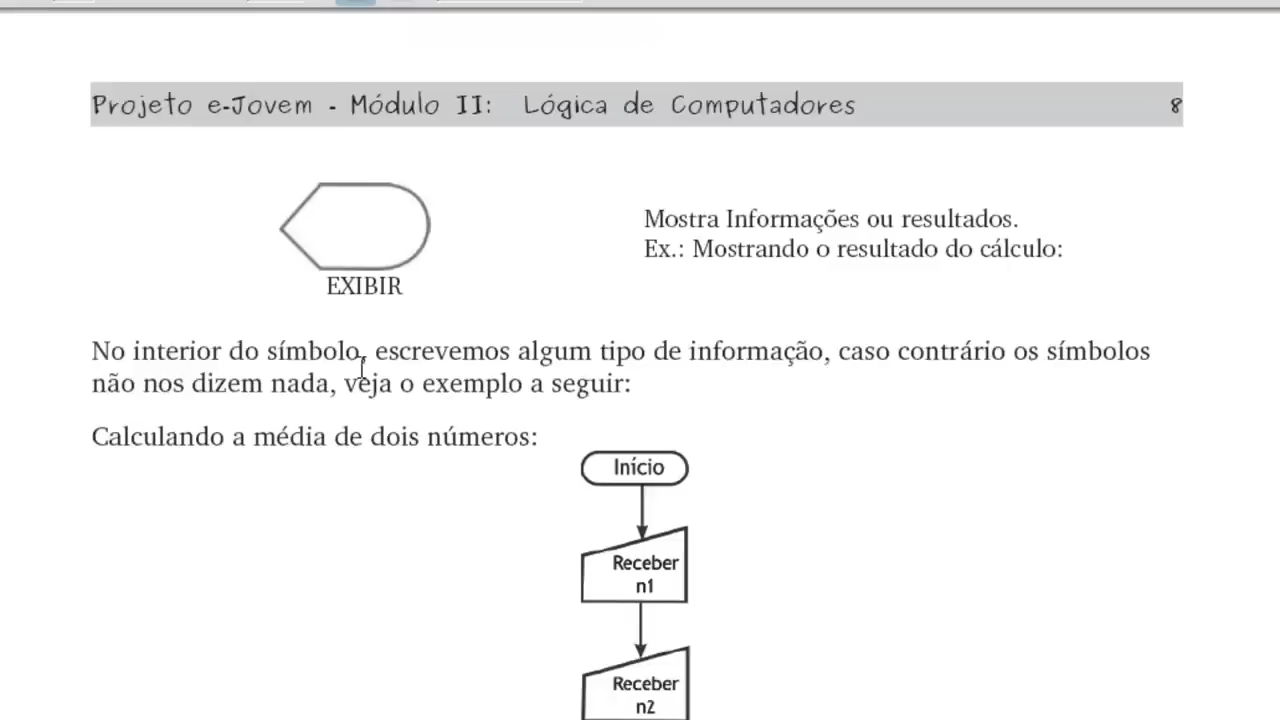 Projeto e-Jovem - Módulo II: Lógica de Computadores 8
Mostra Informações ou resultados.
Ex.: Mostrando o resultado do cálculo:
EXIBIR
No interior do símbolo, escrevemos algum tipo de informação, caso contrário os símbolos
não nos dizem nada, veja o exemplo a seguir:
Calculando a média de dois números:
Início
Receber
n1
Receber
n2